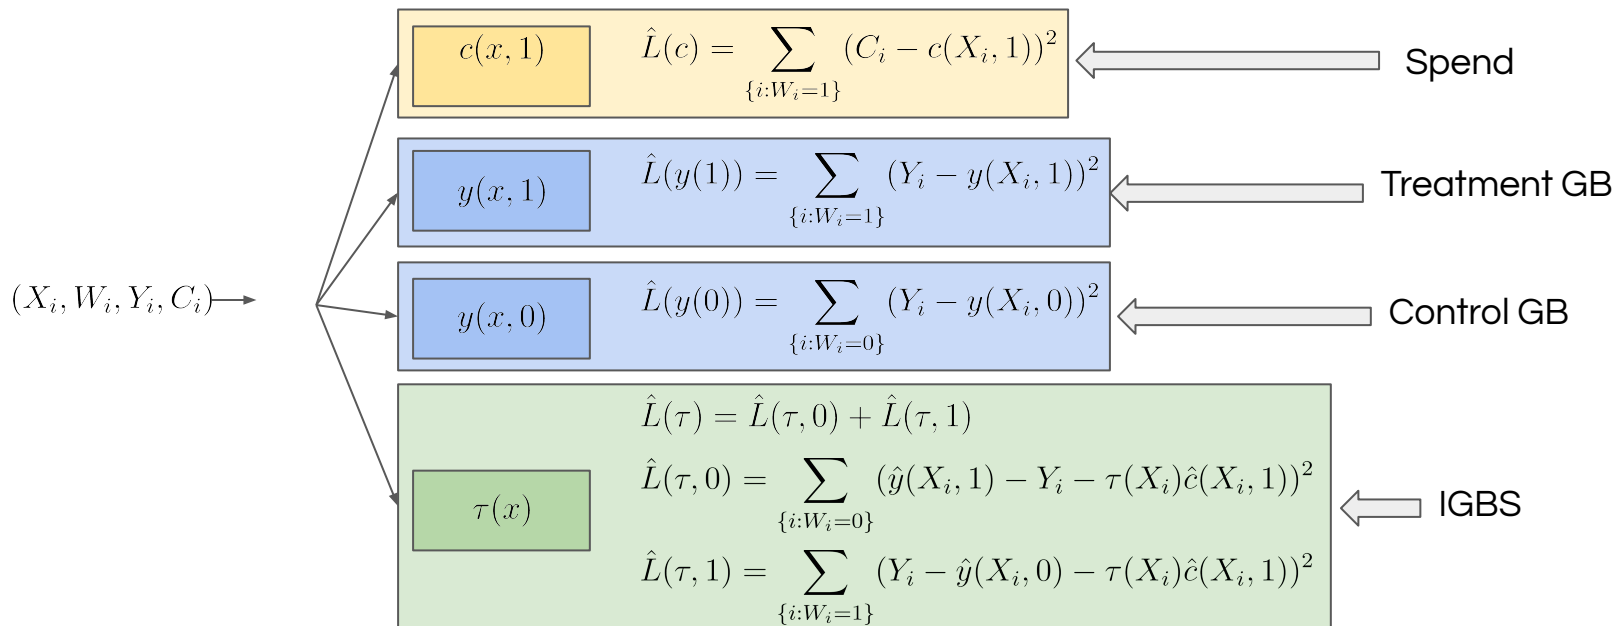 c(x, 1) L̂(c) = ∑_{{i:W_i=1}} (C_i − c(X_i, 1))² Spend
y(x, 1) L̂(y(1)) = ∑_{{i:W_i=1}} (Y_i − y(X_i, 1))² Treatment GB
(X_i, W_i, Y_i, C_i)
y(x, 0) L̂(y(0)) = ∑_{{i:W_i=0}} (Y_i − y(X_i, 0))² Control GB
L̂(τ) = L̂(τ, 0) + L̂(τ, 1)
L̂(τ, 0) = ∑_{{i:W_i=0}} (ŷ(X_i, 1) − Y_i − τ(X_i)ĉ(X_i, 1))²
τ(x) IGBS
L̂(τ, 1) = ∑_{{i:W_i=1}} (Y_i − ŷ(X_i, 0) − τ(X_i)ĉ(X_i, 1))²